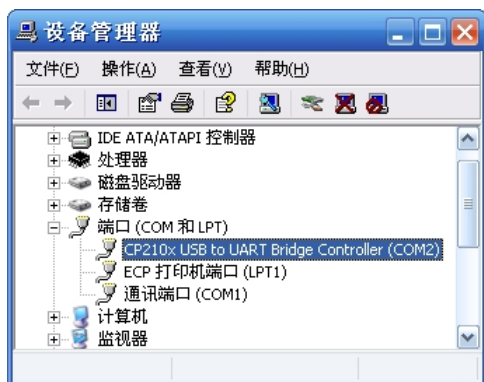 设备管理器
文件(F) 操作(A) 查看(V) 帮助(H)
IDE ATA/ATAPI 控制器
处理器
磁盘驱动器
存储卷
端口 (COM 和 LPT)
CP210x USB to UART Bridge Controller (COM2)
ECP 打印机端口 (LPT1)
通讯端口 (COM1)
计算机
监视器